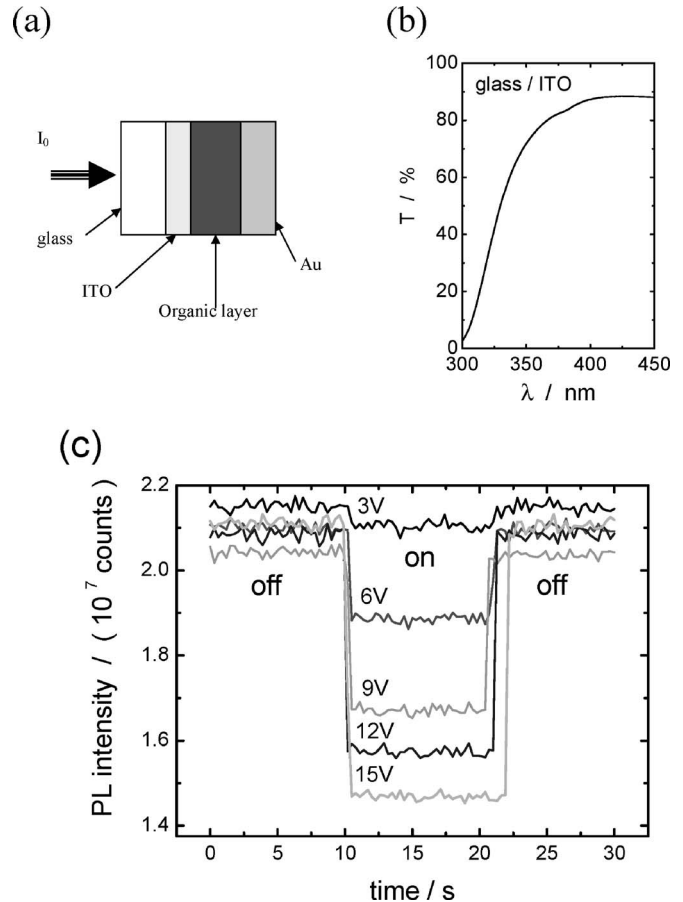 (a)
I0
glass
ITO
Organic layer
Au
(b)
glass / ITO
T / %
100
80
60
40
20
0
300 350 400 450
λ / nm
(c)
PL intensity / (10^7 counts)
2.2
2.0
1.8
1.6
1.4
3V
on
off
off
6V
9V
12V
15V
0 5 10 15 20 25 30
time / s